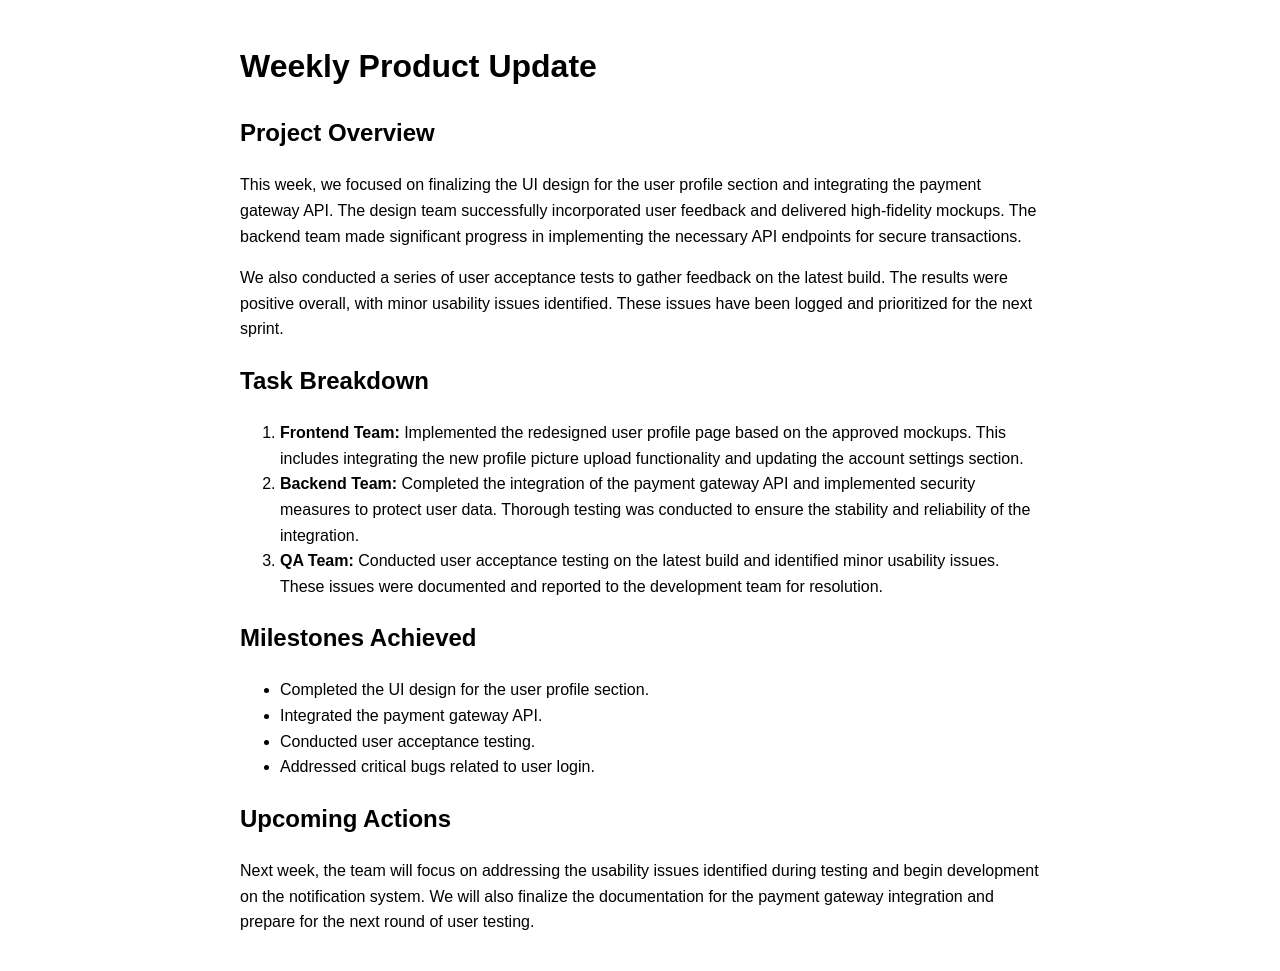 Weekly Product Update
Project Overview
This week, we focused on finalizing the UI design for the user profile section and integrating the payment
gateway API. The design team successfully incorporated user feedback and delivered high-fidelity mockups. The
backend team made significant progress in implementing the necessary API endpoints for secure transactions.
We also conducted a series of user acceptance tests to gather feedback on the latest build. The results were
positive overall, with minor usability issues identified. These issues have been logged and prioritized for the next
sprint.
Task Breakdown
1. Frontend Team: Implemented the redesigned user profile page based on the approved mockups. This
includes integrating the new profile picture upload functionality and updating the account settings section.
2. Backend Team: Completed the integration of the payment gateway API and implemented security
measures to protect user data. Thorough testing was conducted to ensure the stability and reliability of the
integration.
3. QA Team: Conducted user acceptance testing on the latest build and identified minor usability issues.
These issues were documented and reported to the development team for resolution.
Milestones Achieved
• Completed the UI design for the user profile section.
• Integrated the payment gateway API.
• Conducted user acceptance testing.
• Addressed critical bugs related to user login.
Upcoming Actions
Next week, the team will focus on addressing the usability issues identified during testing and begin development
on the notification system. We will also finalize the documentation for the payment gateway integration and
prepare for the next round of user testing.